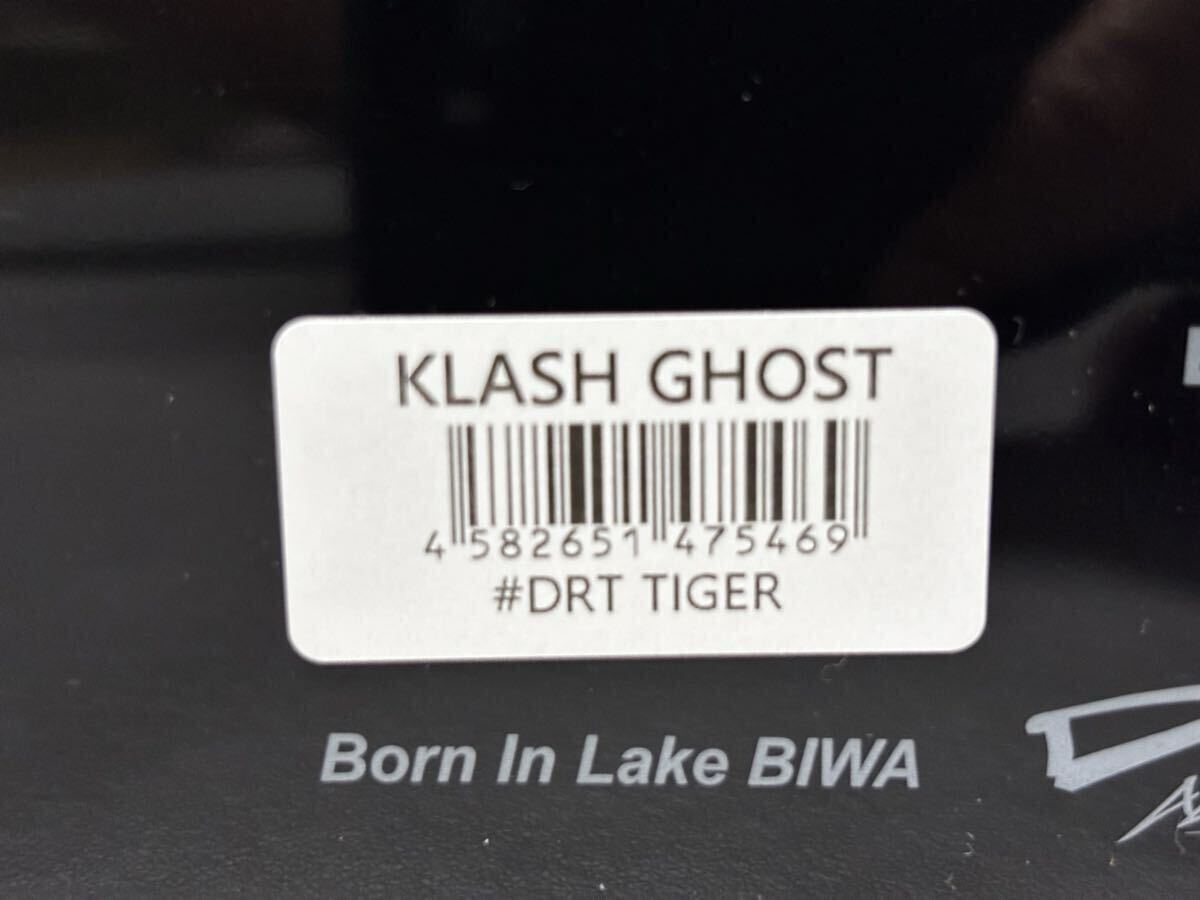 KLASH GHOST
4 582651 475469
#DRT TIGER
Born In Lake BIWA